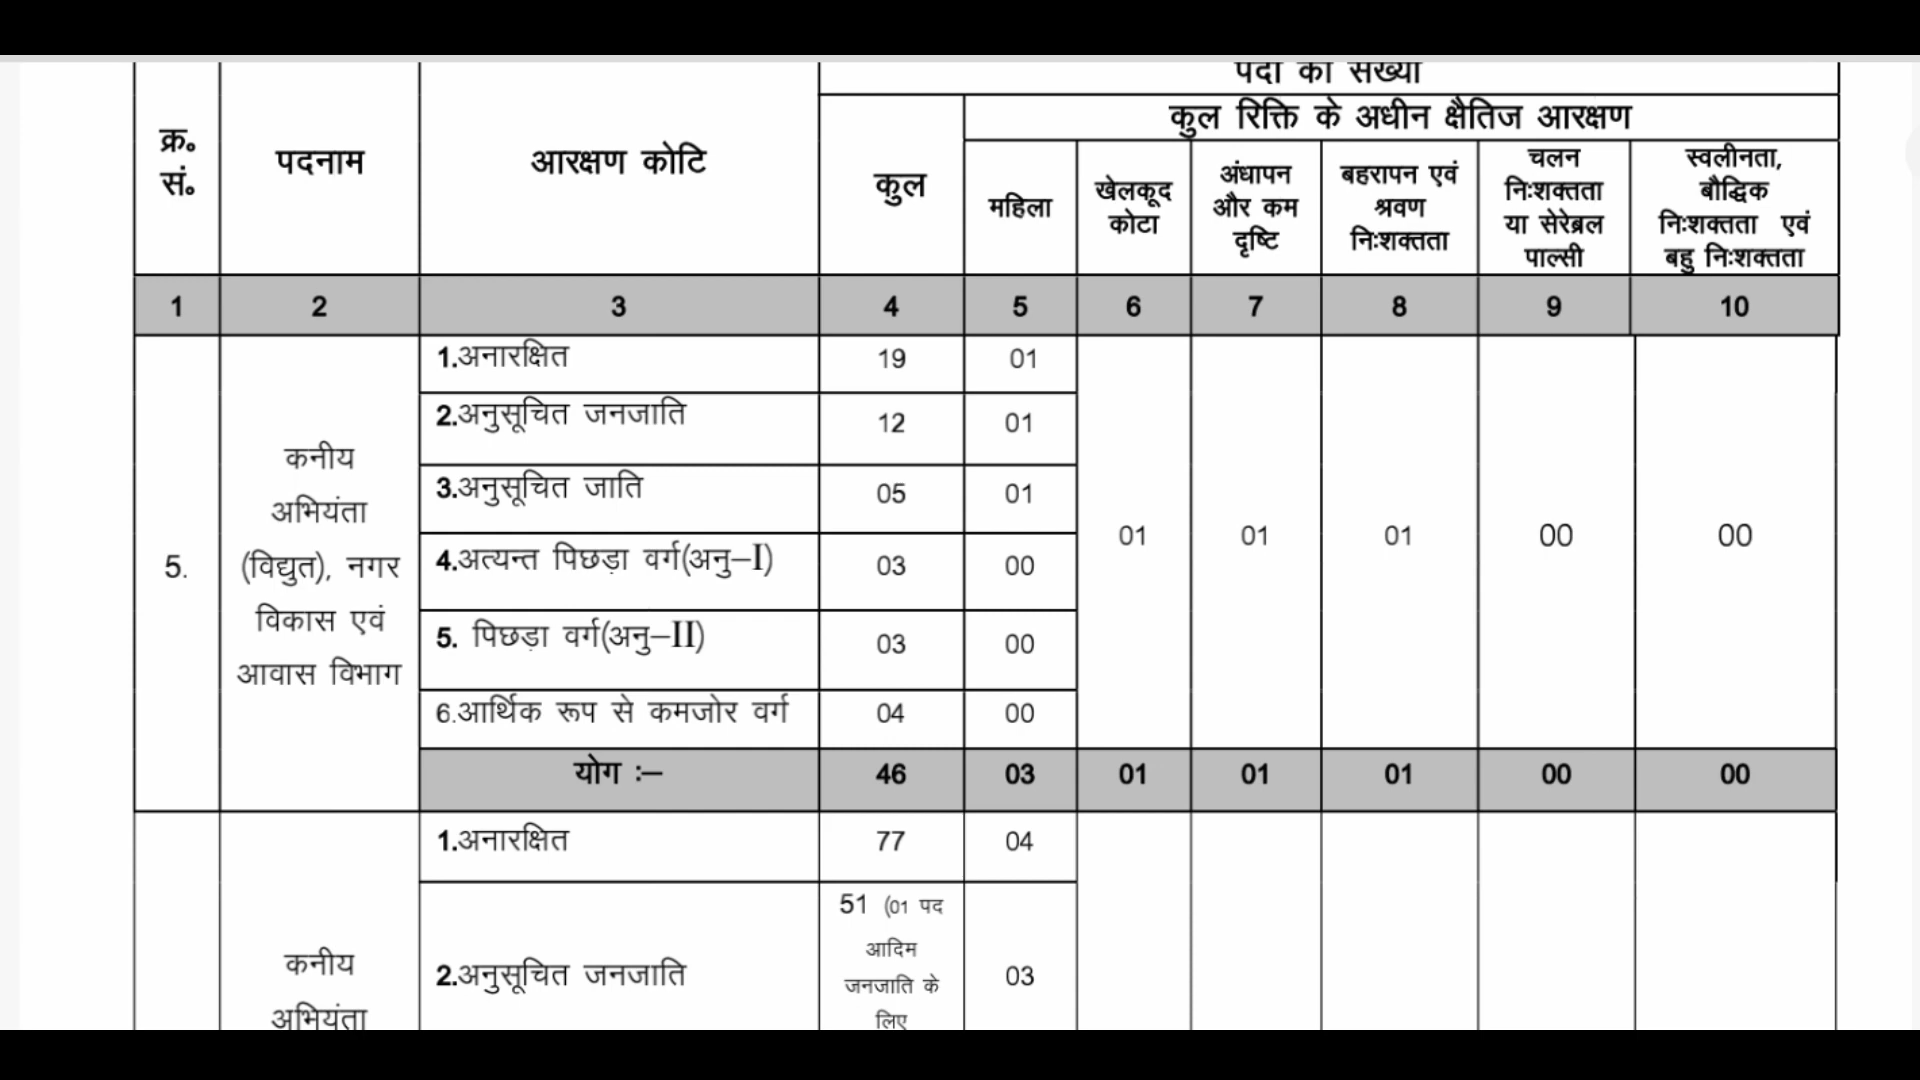 पदों की संख्या
कुल रिक्ति के अधीन क्षैतिज आरक्षण
क्र॰ सं॰ | पदनाम | आरक्षण कोटि | कुल | महिला | खेलकूद कोटा | अंधापन और कम दृष्टि | बहरापन एवं श्रवण निःशक्तता | चलन निःशक्तता या सेरेब्रल पाल्सी | स्वलीनता, बौद्धिक निःशक्तता एवं बहु निःशक्तता
1 2 3 4 5 6 7 8 9 10
5.
कनीय
अभियंता
(विद्युत), नगर
विकास एवं
आवास विभाग
1.अनारक्षित 19 01
2.अनुसूचित जनजाति 12 01
3.अनुसूचित जाति 05 01
4.अत्यन्त पिछड़ा वर्ग(अनु–I) 03 00
5. पिछड़ा वर्ग(अनु–II) 03 00
6.आर्थिक रूप से कमजोर वर्ग 04 00
01 01 01 00 00
योग :– 46 03 01 01 01 00 00
कनीय
अभियंता
1.अनारक्षित 77 04
2.अनुसूचित जनजाति
51 (01 पद
आदिम
जनजाति के
लिए
03